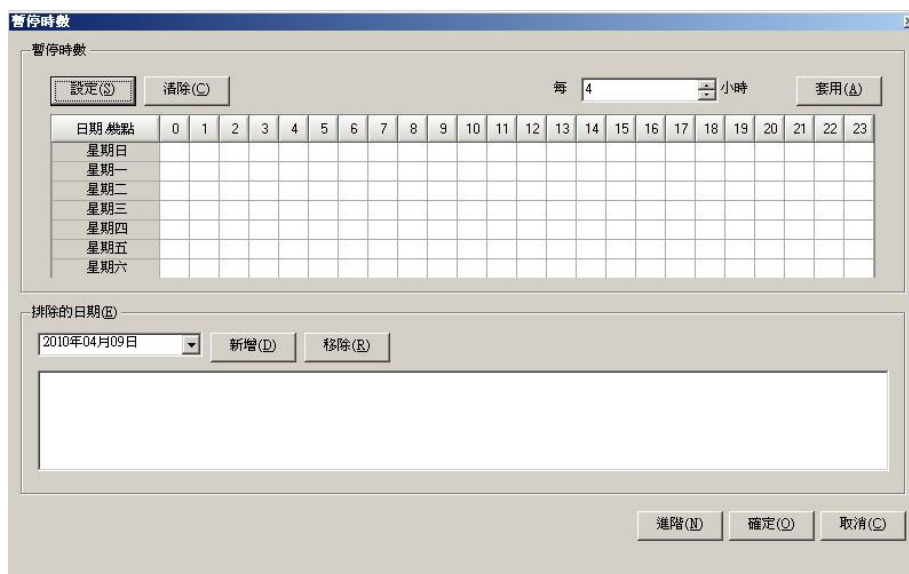 暫停時數
暫停時數
設定(S) 清除(C) 每 4 小時 套用(A)
日期/幾點 0 1 2 3 4 5 6 7 8 9 10 11 12 13 14 15 16 17 18 19 20 21 22 23
星期日
星期一
星期二
星期三
星期四
星期五
星期六
排除的日期(E)
2010年04月09日 新增(D) 移除(R)
進階(N) 確定(O) 取消(C)